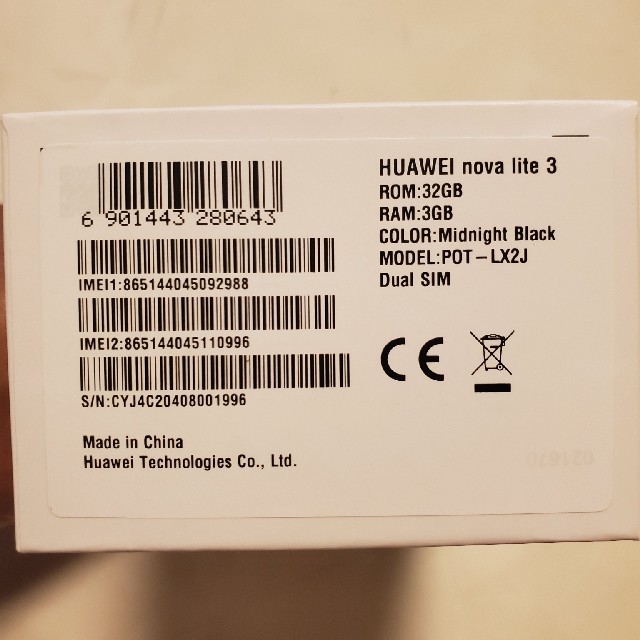 6 901443 280643
IMEI1:865144045092988
IMEI2:865144045110996
S/N:CYJ4C20408001996
Made in China
Huawei Technologies Co., Ltd.
HUAWEI nova lite 3
ROM:32GB
RAM:3GB
COLOR:Midnight Black
MODEL:POT-LX2J
Dual SIM
CE